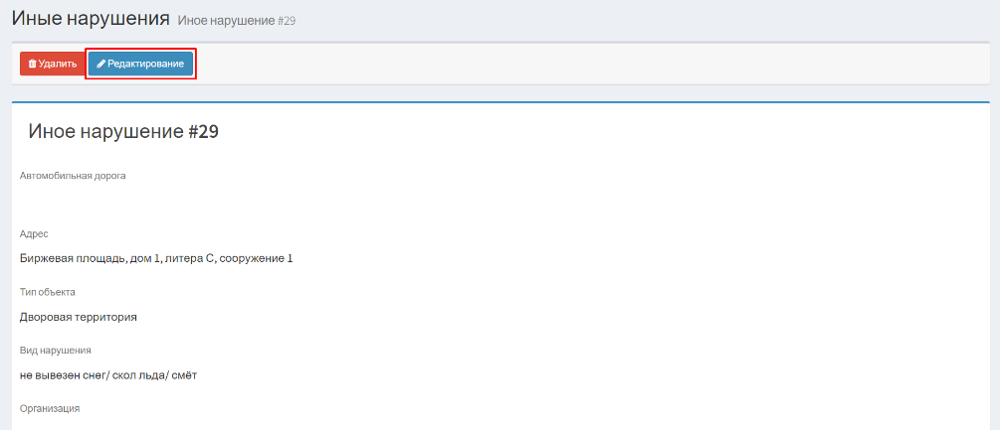 Иные нарушения Иное нарушение #29
Удалить Редактирование
Иное нарушение #29
Автомобильная дорога
Адрес
Биржевая площадь, дом 1, литера С, сооружение 1
Тип объекта
Дворовая территория
Вид нарушения
не вывезен снег/ скол льда/ смёт
Организация